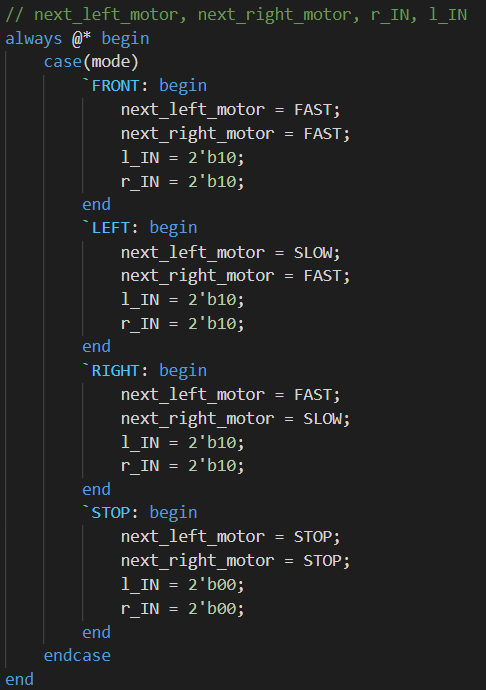 // next_left_motor, next_right_motor, r_IN, l_IN
always @* begin
    case(mode)
        `FRONT: begin
            next_left_motor = FAST;
            next_right_motor = FAST;
            l_IN = 2'b10;
            r_IN = 2'b10;
        end
        `LEFT: begin
            next_left_motor = SLOW;
            next_right_motor = FAST;
            l_IN = 2'b10;
            r_IN = 2'b10;
        end
        `RIGHT: begin
            next_left_motor = FAST;
            next_right_motor = SLOW;
            l_IN = 2'b10;
            r_IN = 2'b10;
        end
        `STOP: begin
            next_left_motor = STOP;
            next_right_motor = STOP;
            l_IN = 2'b00;
            r_IN = 2'b00;
        end
    endcase
end